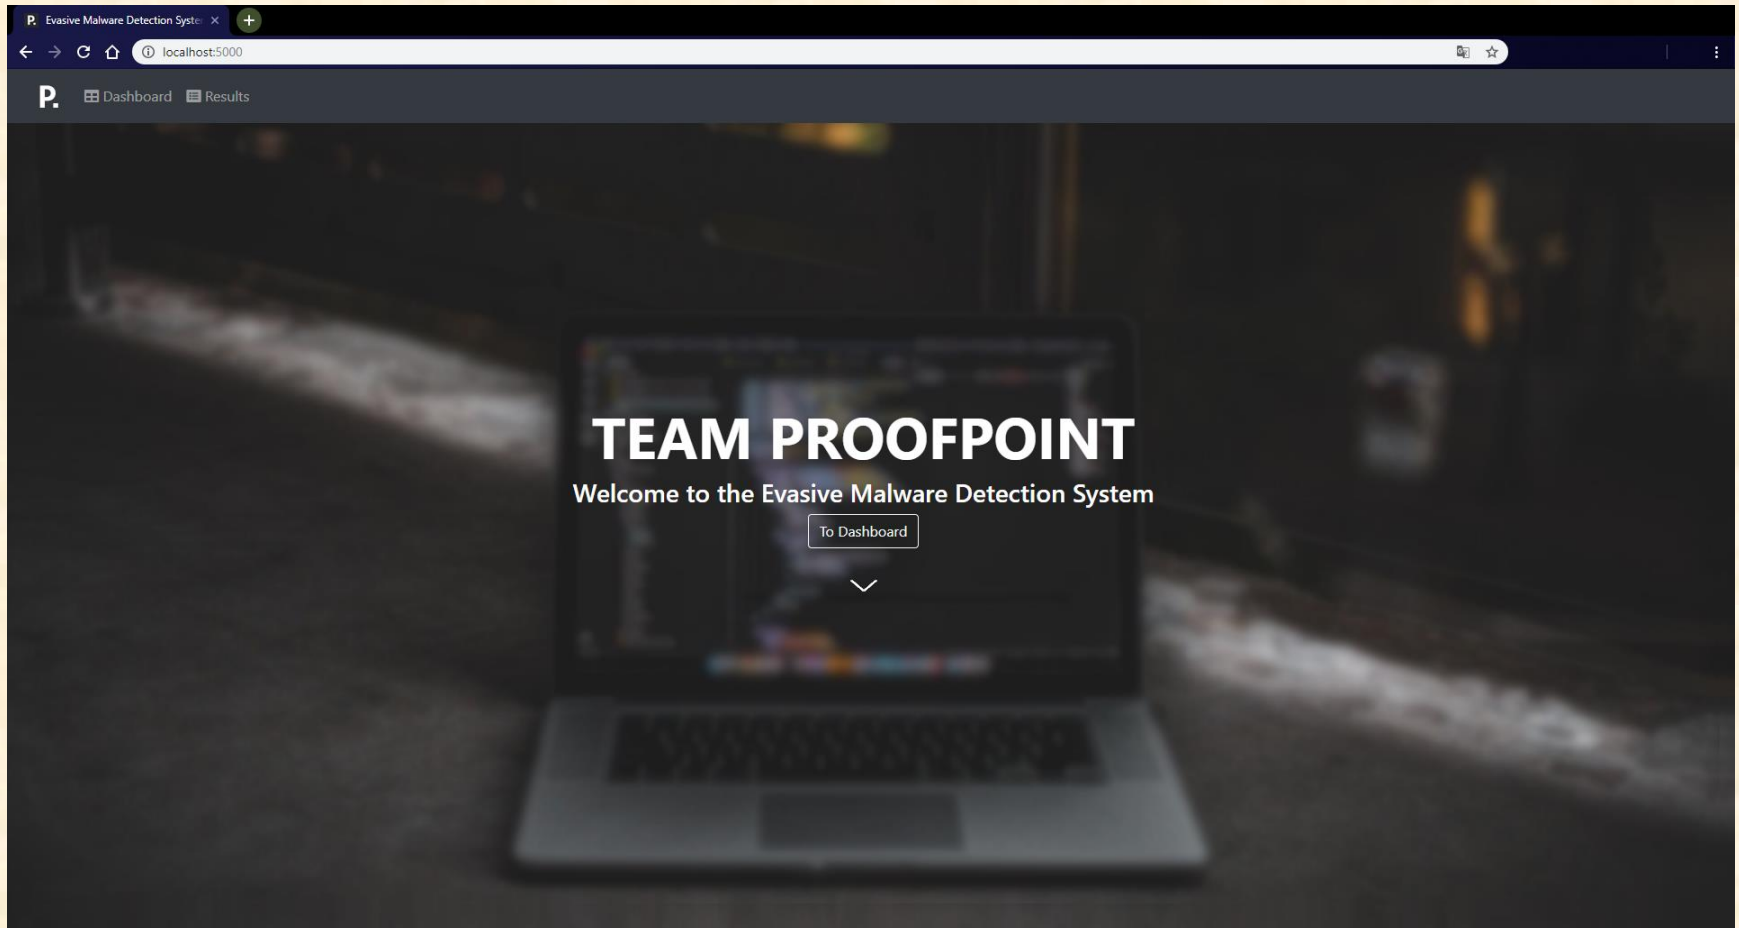 P. Evasive Malware Detection Syste
localhost:5000
P. Dashboard Results
TEAM PROOFPOINT
Welcome to the Evasive Malware Detection System
To Dashboard